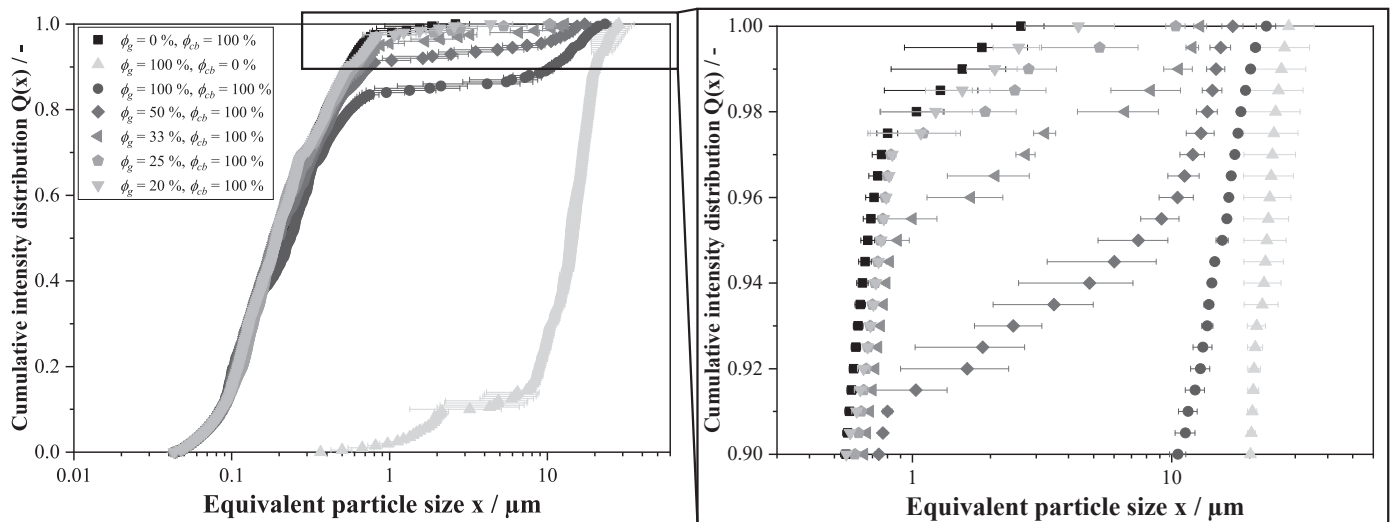 Cumulative intensity distribution Q(x) / -
1.0
0.8
0.6
0.4
0.2
0.0
ϕg = 0 %, ϕcb = 100 %
ϕg = 100 %, ϕcb = 0 %
ϕg = 100 %, ϕcb = 100 %
ϕg = 50 %, ϕcb = 100 %
ϕg = 33 %, ϕcb = 100 %
ϕg = 25 %, ϕcb = 100 %
ϕg = 20 %, ϕcb = 100 %
0.01 0.1 1 10
Equivalent particle size x / µm
Cumulative intensity distribution Q(x) / -
1.00
0.98
0.96
0.94
0.92
0.90
1 10
Equivalent particle size x / µm